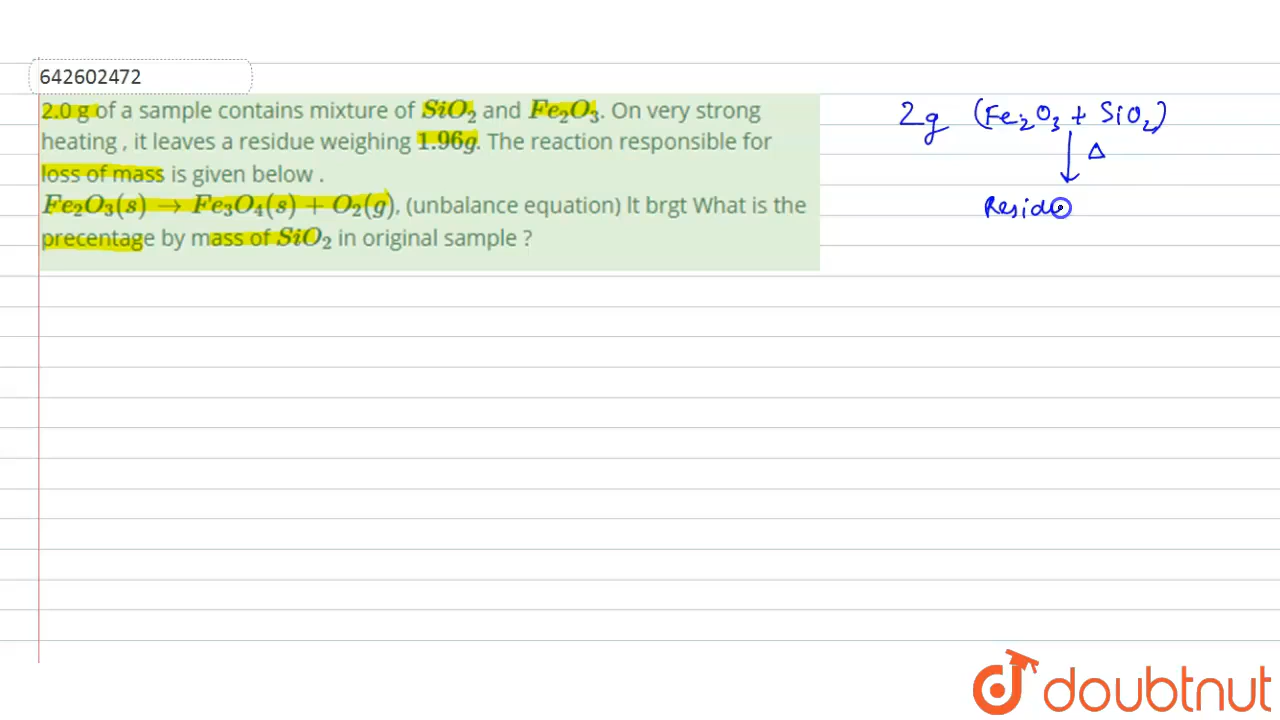 642602472
2.0 g of a sample contains mixture of SiO₂ and Fe₂O₃. On very strong
heating , it leaves a residue weighing 1.96g. The reaction responsible for
loss of mass is given below .
Fe₂O₃(s) → Fe₃O₄(s) + O₂(g), (unbalance equation) lt brgt What is the
precentage by mass of SiO₂ in original sample ?
2g (Fe₂O₃ + SiO₂)
Δ
Resid
doubtnut